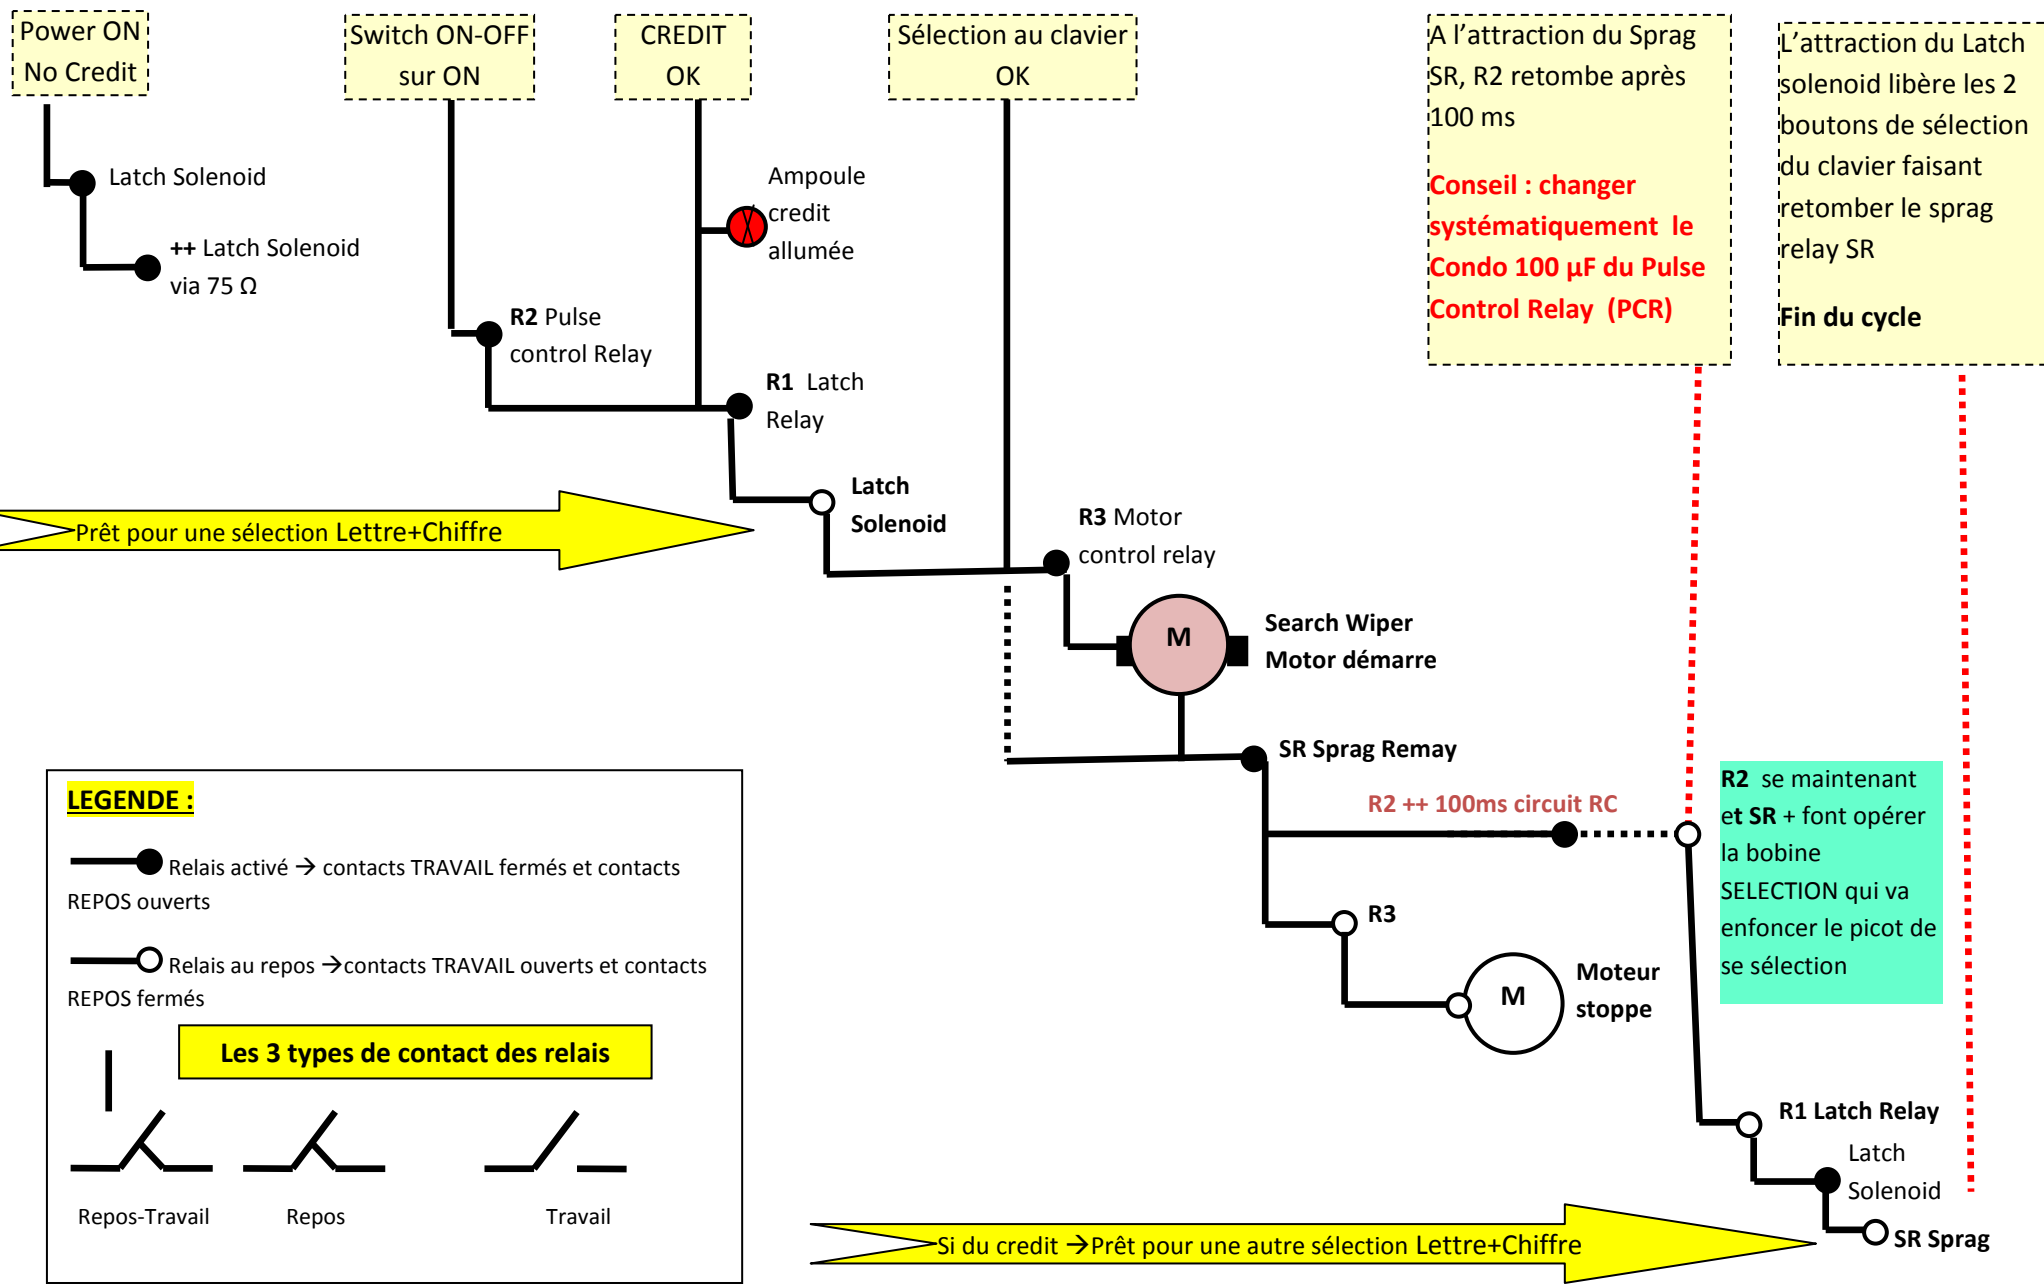 Power ON
No Credit
Switch ON-OFF
sur ON
CREDIT
OK
Sélection au clavier
OK
A l'attraction du Sprag
SR, R2 retombe après
100 ms
Conseil : changer
systématiquement le
Condo 100 µF du Pulse
Control Relay (PCR)
L'attraction du Latch
solenoid libère les 2
boutons de sélection
du clavier faisant
retomber le sprag
relay SR
Fin du cycle
Latch Solenoid
++ Latch Solenoid
via 75 Ω
Ampoule
credit
allumée
R2 Pulse
control Relay
R1 Latch
Relay
Latch
Solenoid
Prêt pour une sélection Lettre+Chiffre
R3 Motor
control relay
M
Search Wiper
Motor démarre
SR Sprag Remay
R2 ++ 100ms circuit RC
R2 se maintenant
et SR + font opérer
la bobine
SELECTION qui va
enfoncer le picot de
se sélection
R3
M
Moteur
stoppe
R1 Latch Relay
Latch
Solenoid
SR Sprag
Si du credit → Prêt pour une autre sélection Lettre+Chiffre
LEGENDE :
Relais activé → contacts TRAVAIL fermés et contacts
REPOS ouverts
Relais au repos → contacts TRAVAIL ouverts et contacts
REPOS fermés
Les 3 types de contact des relais
Repos-Travail
Repos
Travail